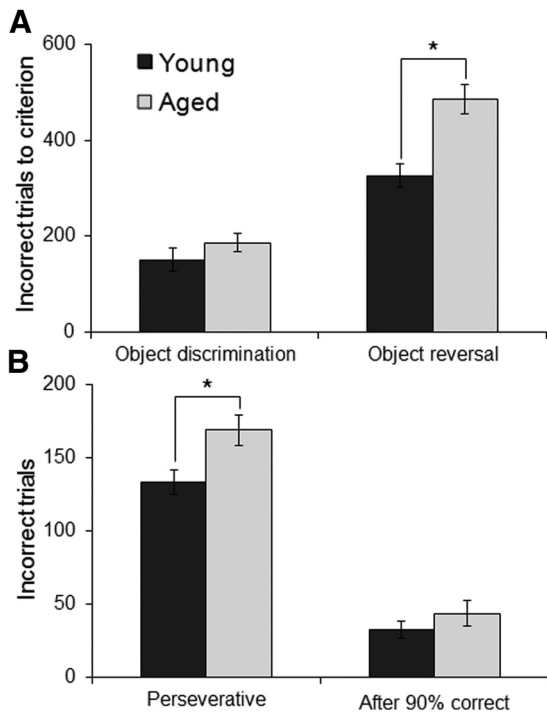 A
Incorrect trials to criterion
600
400
200
0
Young
Aged
*
Object discrimination
Object reversal
B
Incorrect trials
200
150
100
50
0
*
Perseverative
After 90% correct